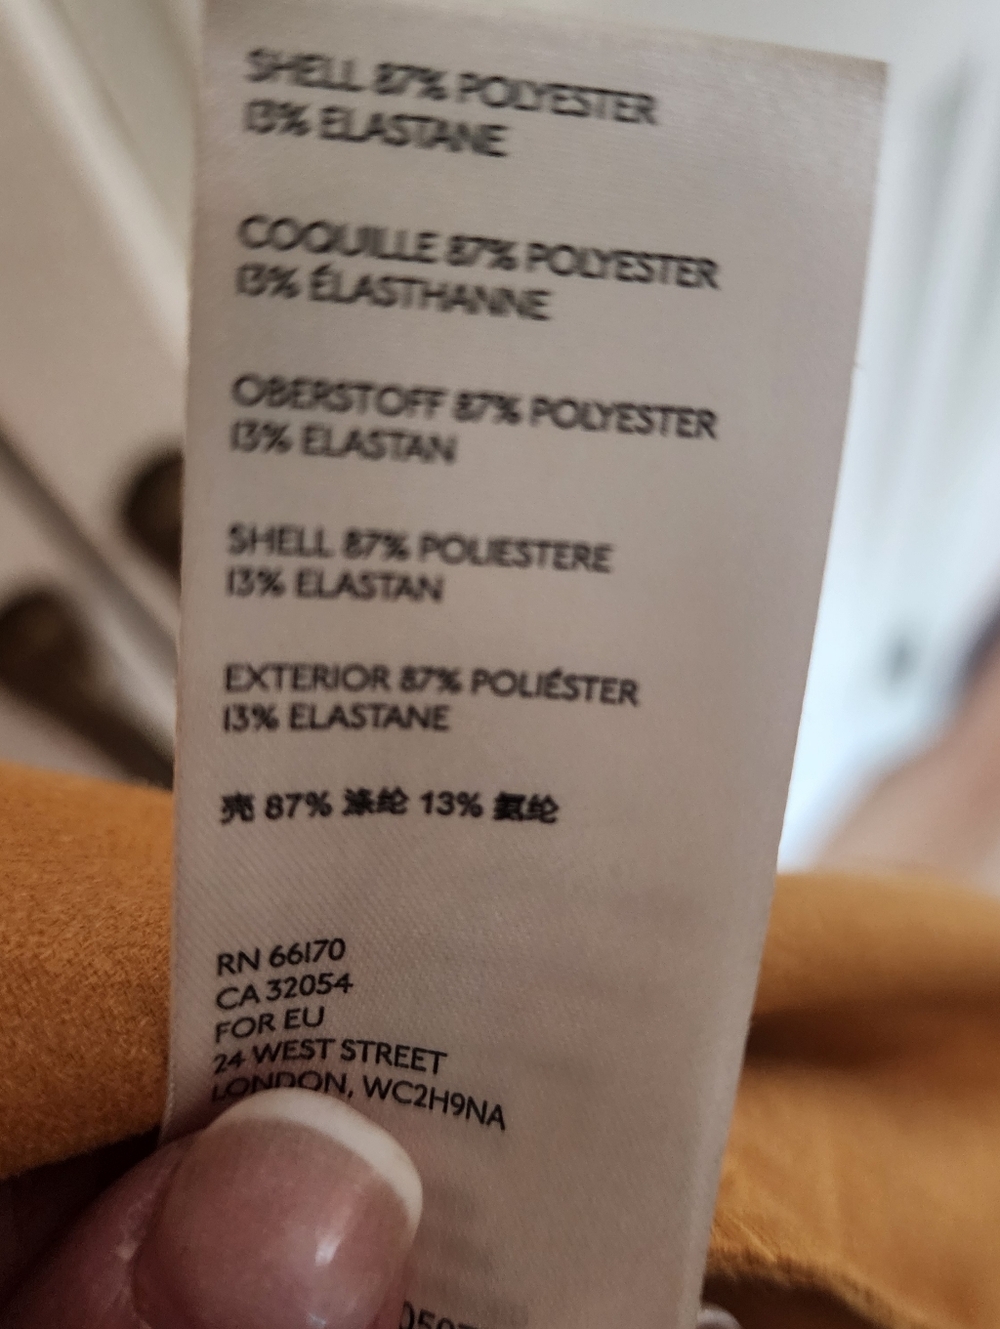 SHELL 87% POLYESTER
13% ELASTANE
COQUILLE 87% POLYESTER
13% ÉLASTHANNE
OBERSTOFF 87% POLYESTER
13% ELASTAN
SHELL 87% POLIESTERE
13% ELASTAN
EXTERIOR 87% POLIÉSTER
13% ELASTANE
壳 87% 涤纶 13% 氨纶
RN 66170
CA 32054
FOR EU
24 WEST STREET
LONDON, WC2H9NA